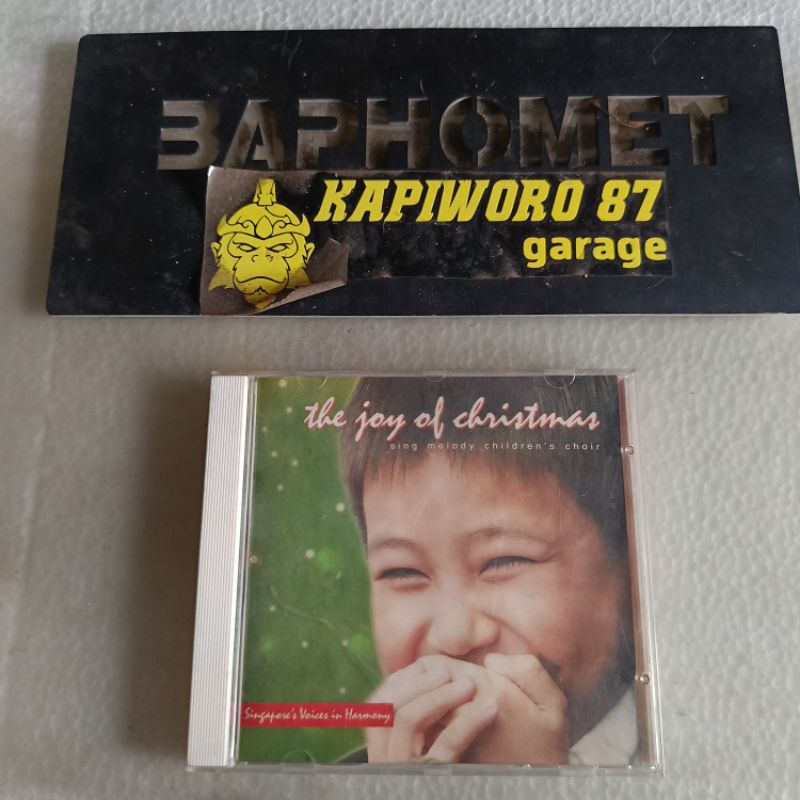 BAPHOMET
KAPIWORO 87
garage
the joy of christmas
sing melody children's choir
Singapore's Voices in Harmony